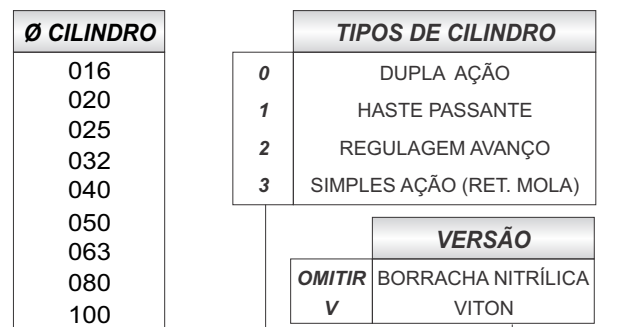 Ø CILINDRO
016
020
025
032
040
050
063
080
100
TIPOS DE CILINDRO
0 DUPLA AÇÃO
1 HASTE PASSANTE
2 REGULAGEM AVANÇO
3 SIMPLES AÇÃO (RET. MOLA)
VERSÃO
OMITIR BORRACHA NITRÍLICA
V VITON